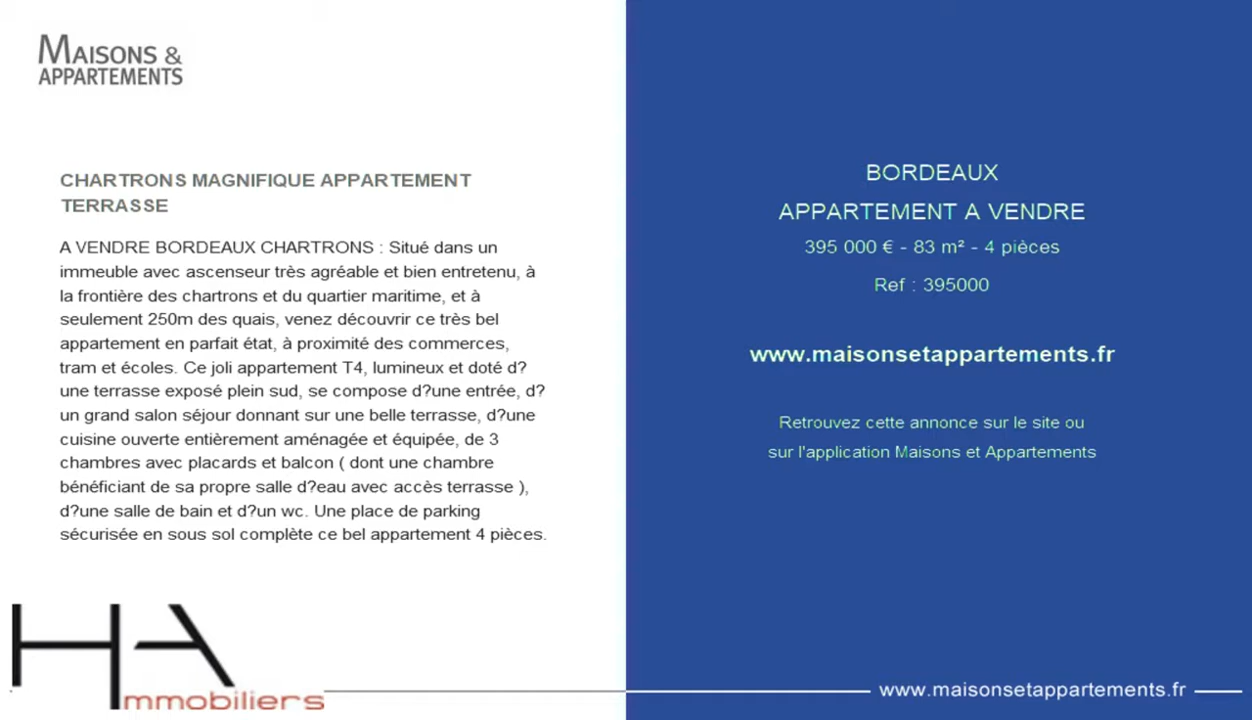 MAISONS &
APPARTEMENTS
CHARTRONS MAGNIFIQUE APPARTEMENT
TERRASSE
A VENDRE BORDEAUX CHARTRONS : Situé dans un
immeuble avec ascenseur très agréable et bien entretenu, à
la frontière des chartrons et du quartier maritime, et à
seulement 250m des quais, venez découvrir ce très bel
appartement en parfait état, à proximité des commerces,
tram et écoles. Ce joli appartement T4, lumineux et doté d?
une terrasse exposé plein sud, se compose d?une entrée, d?
un grand salon séjour donnant sur une belle terrasse, d?une
cuisine ouverte entièrement aménagée et équipée, de 3
chambres avec placards et balcon ( dont une chambre
bénéficiant de sa propre salle d?eau avec accès terrasse ),
d?une salle de bain et d?un wc. Une place de parking
sécurisée en sous sol complète ce bel appartement 4 pièces.
HA
mmobiliers
BORDEAUX
APPARTEMENT A VENDRE
395 000 € - 83 m² - 4 pièces
Ref : 395000
www.maisonsetappartements.fr
Retrouvez cette annonce sur le site ou
sur l'application Maisons et Appartements
www.maisonsetappartements.fr